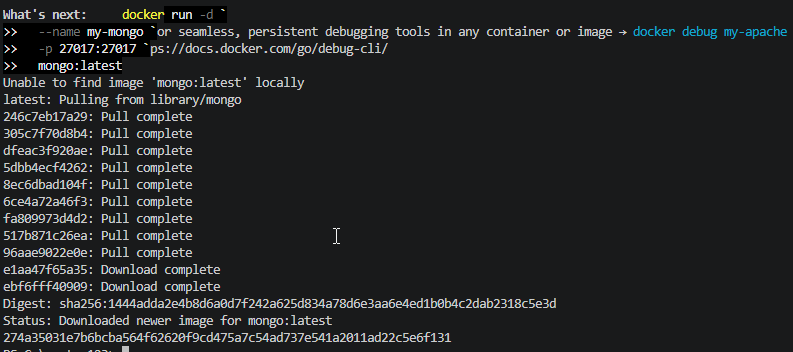 What's next:     docker run -d `
>>   --name my-mongo `or seamless, persistent debugging tools in any container or image → docker debug my-apache
>>   -p 27017:27017 `ps://docs.docker.com/go/debug-cli/
>>   mongo:latest
Unable to find image 'mongo:latest' locally
latest: Pulling from library/mongo
246c7eb17a29: Pull complete
305c7f70d8b4: Pull complete
dfeac3f920ae: Pull complete
5dbb4ecf4262: Pull complete
8ec6dbad104f: Pull complete
6ce4a72a46f3: Pull complete
fa809973d4d2: Pull complete
517b871c26ea: Pull complete
96aae9022e0e: Pull complete
e1aa47f65a35: Download complete
ebf6fff40909: Download complete
Digest: sha256:1444adda2e4b8d6a0d7f242a625d834a78d6e3aa6e4ed1b0b4c2dab2318c5e3d
Status: Downloaded newer image for mongo:latest
274a35031e7b6bcba564f62620f9cd475a7c54ad737e541a2011ad22c5e6f131